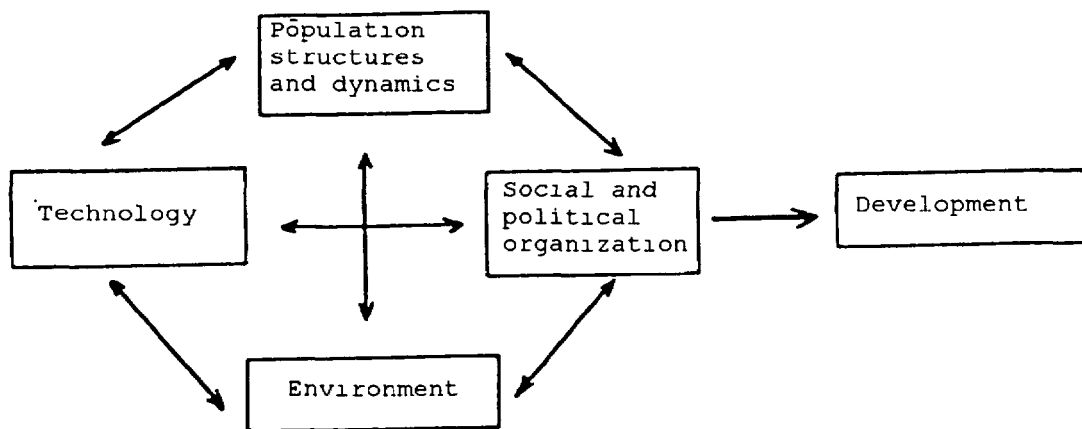 Population
structures
and dynamics
Technology
Social and
political
organization
Development
Environment